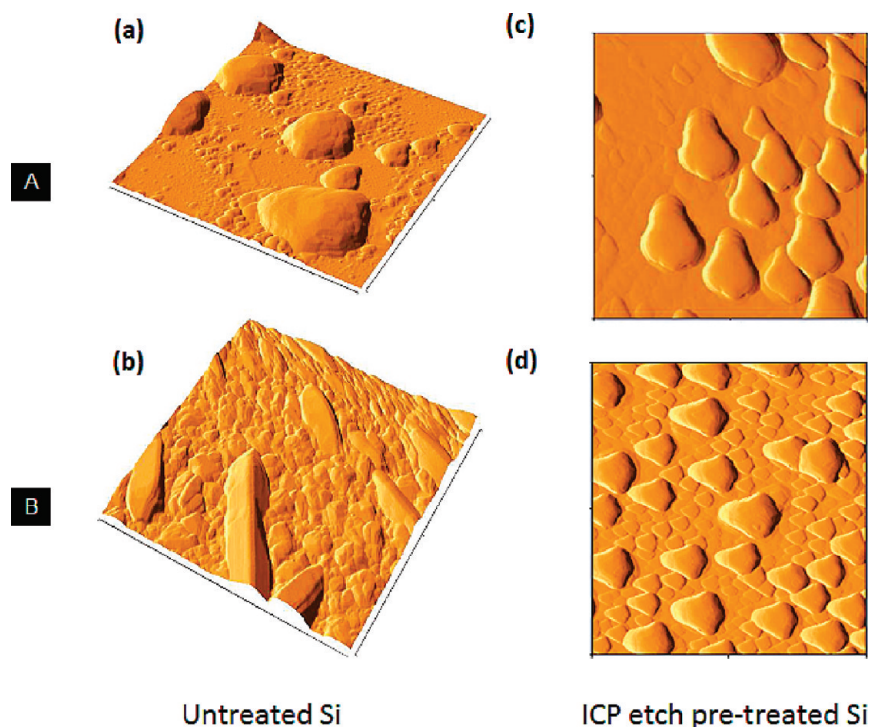 (a)
(c)
A
(b)
(d)
B
Untreated Si
ICP etch pre-treated Si